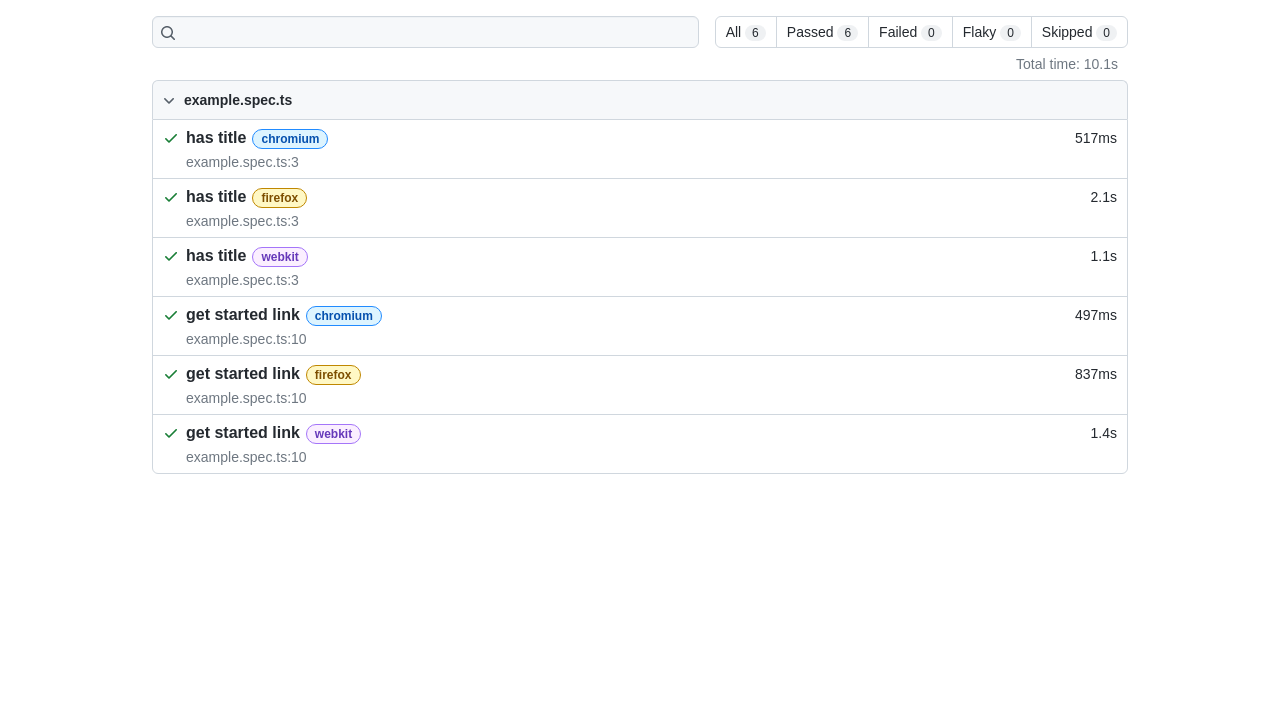 All 6 Passed 6 Failed 0 Flaky 0 Skipped 0
Total time: 10.1s
example.spec.ts
has title chromium 517ms
example.spec.ts:3
has title firefox 2.1s
example.spec.ts:3
has title webkit 1.1s
example.spec.ts:3
get started link chromium 497ms
example.spec.ts:10
get started link firefox 837ms
example.spec.ts:10
get started link webkit 1.4s
example.spec.ts:10